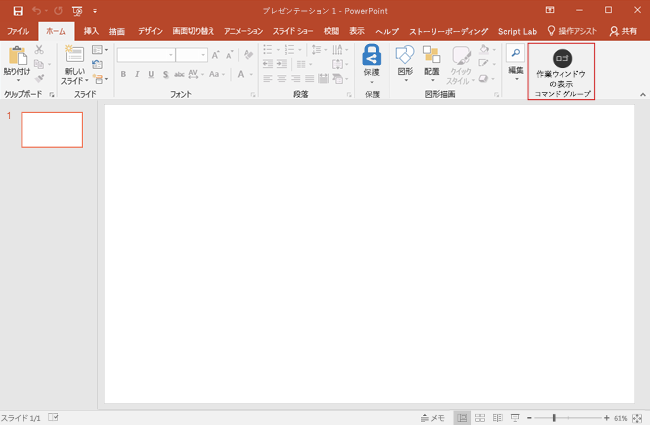 プレゼンテーション 1 - PowerPoint
ファイル ホーム 挿入 描画 デザイン 画面切り替え アニメーション スライド ショー 校閲 表示 ヘルプ ストーリーボーディング Script Lab 操作アシスト 共有
貼り付け
新しい
スライド
B I U S abc AV Aa A
保護
図形
配置
クイック
スタイル
編集
ロゴ
作業ウィンドウ
の表示
クリップボード スライド フォント 段落 保護 図形描画 コマンド グループ
1
スライド 1/1 メモ 61%